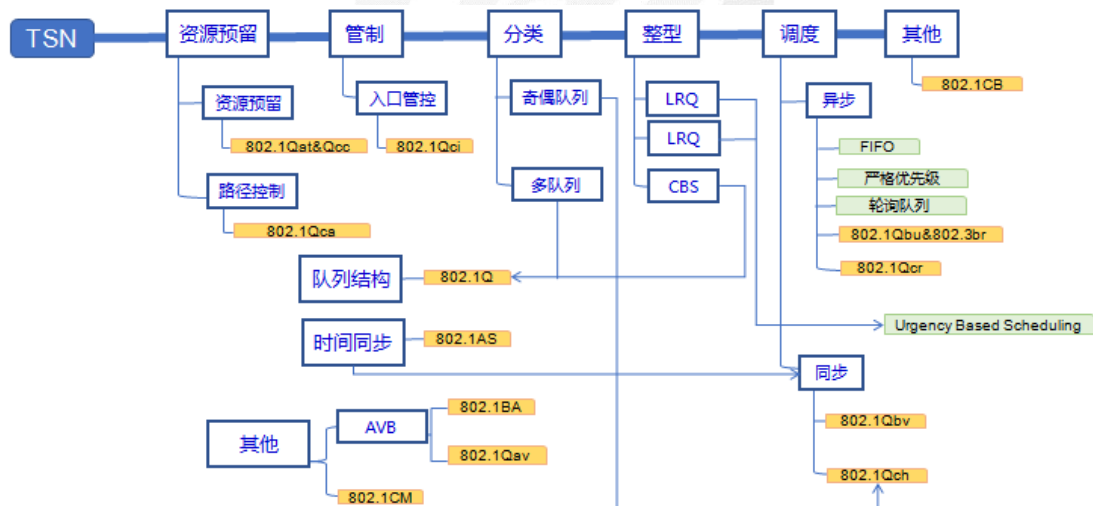 TSN
资源预留
管制
分类
整型
调度
其他
802.1CB
资源预留
入口管控
奇偶队列
LRQ
异步
802.1Qat&Qcc
802.1Qci
LRQ
FIFO
路径控制
多队列
CBS
严格优先级
轮询队列
802.1Qca
802.1Qbu&802.3br
队列结构
802.1Q
802.1Qcr
时间同步
802.1AS
Urgency Based Scheduling
同步
其他
AVB
802.1BA
802.1Qav
802.1CM
802.1Qbv
802.1Qch